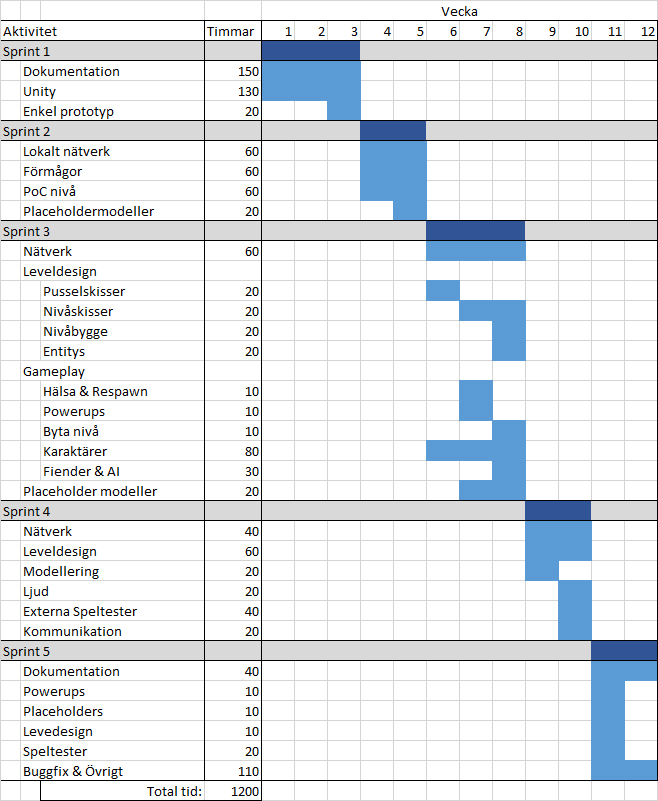 Vecka
Aktivitet Timmar 1 2 3 4 5 6 7 8 9 10 11 12
Sprint 1
Dokumentation 150
Unity 130
Enkel prototyp 20
Sprint 2
Lokalt nätverk 60
Förmågor 60
PoC nivå 60
Placeholdermodeller 20
Sprint 3
Nätverk 60
Leveldesign
Pusselskisser 20
Nivåskisser 20
Nivåbygge 20
Entitys 20
Gameplay
Hälsa & Respawn 10
Powerups 10
Byta nivå 10
Karaktärer 80
Fiender & AI 30
Placeholder modeller 20
Sprint 4
Nätverk 40
Leveldesign 60
Modellering 20
Ljud 20
Externa Speltester 40
Kommunikation 20
Sprint 5
Dokumentation 40
Powerups 10
Placeholders 10
Levedesign 10
Speltester 20
Buggfix & Övrigt 110
Total tid: 1200